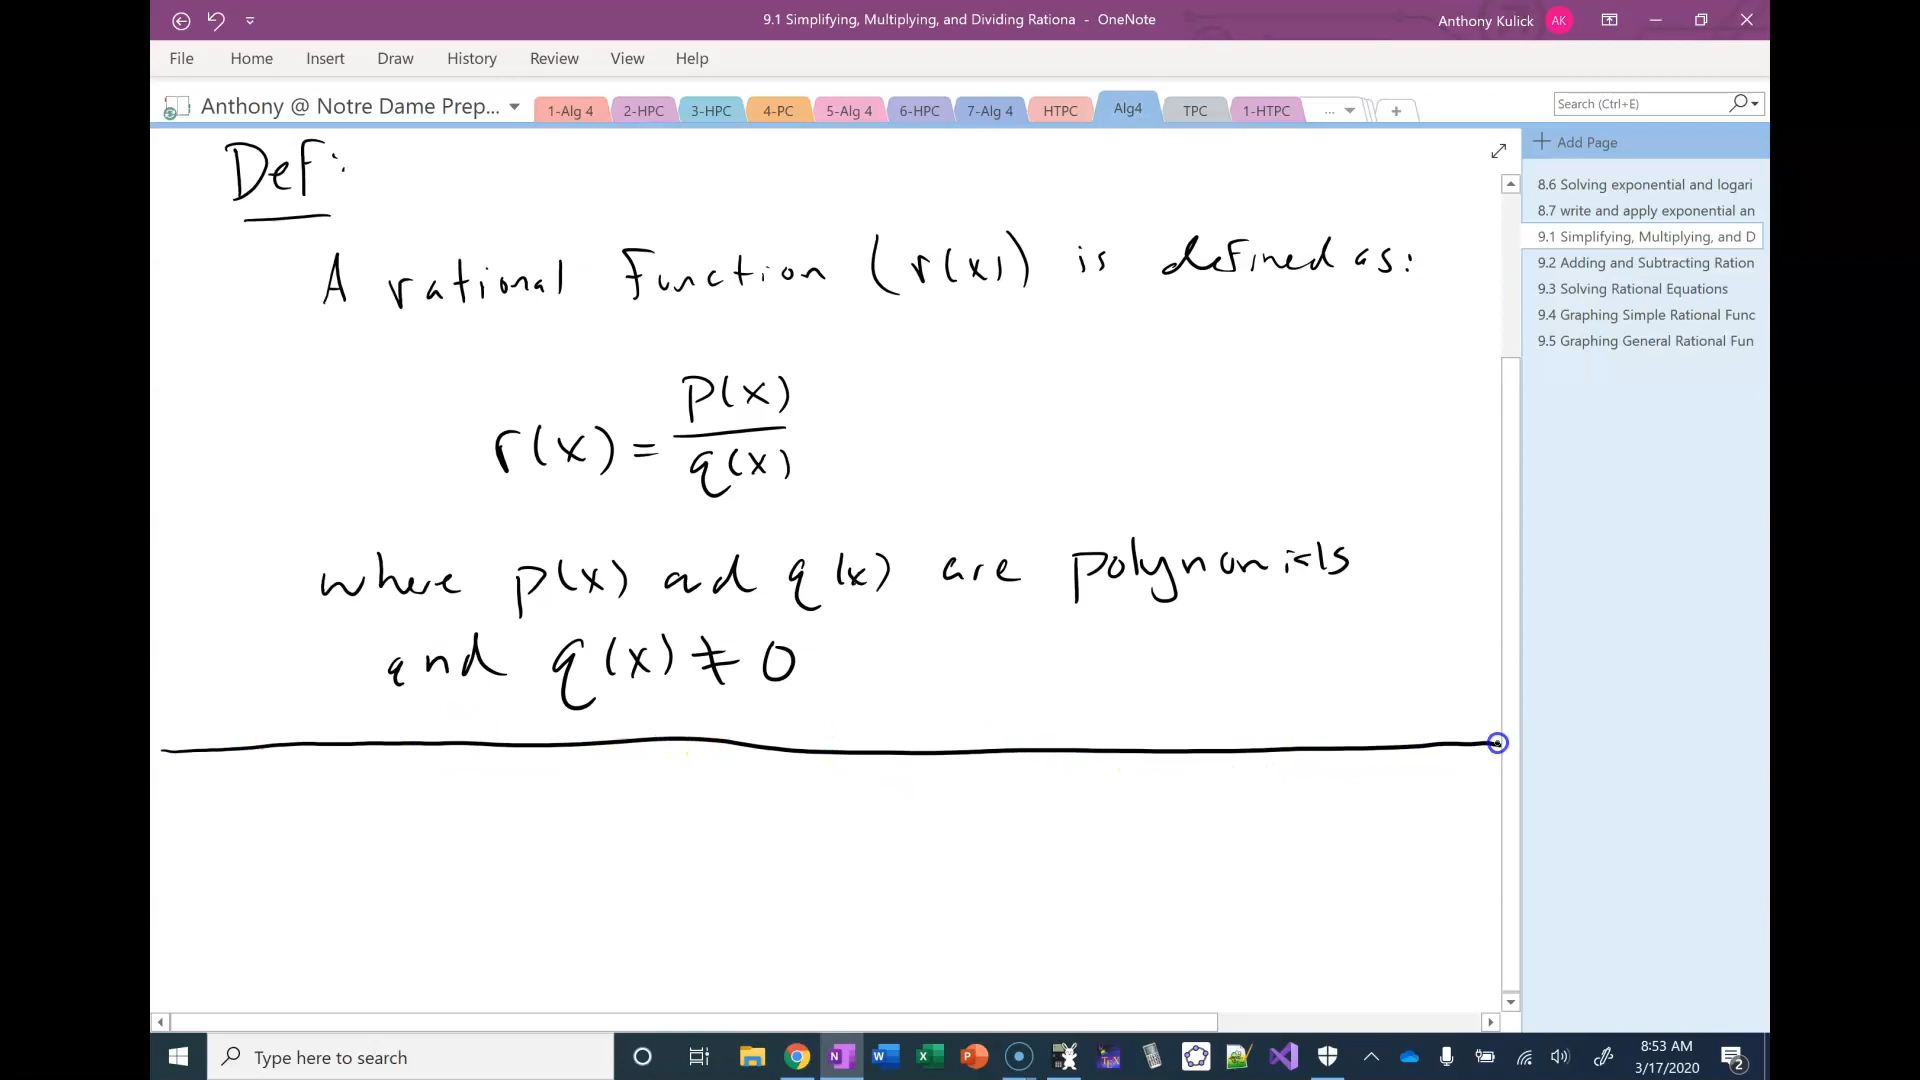 9.1 Simplifying, Multiplying, and Dividing Rationa - OneNote
Anthony Kulick AK
File Home Insert Draw History Review View Help
Anthony @ Notre Dame Prep... 1-Alg 4 2-HPC 3-HPC 4-PC 5-Alg 4 6-HPC 7-Alg 4 HTPC Alg4 TPC 1-HTPC ... +
Search (Ctrl+E)
Add Page
8.6 Solving exponential and logari
8.7 write and apply exponential an
9.1 Simplifying, Multiplying, and D
9.2 Adding and Subtracting Ration
9.3 Solving Rational Equations
9.4 Graphing Simple Rational Func
9.5 Graphing General Rational Fun
Def:
A rational function (r(x)) is defined as:
r(x) = p(x) / q(x)
where p(x) ad q(x) are polynomials
and q(x) ≠ 0
Type here to search
8:53 AM
3/17/2020
2